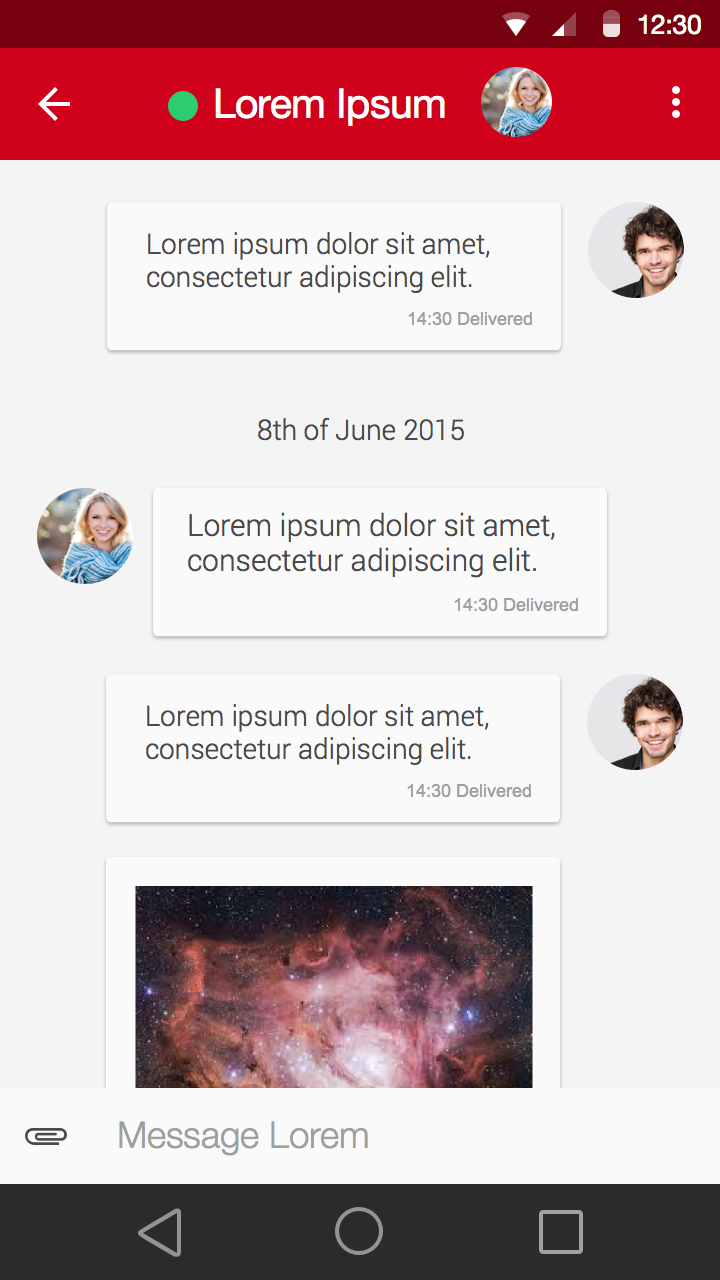 12:30
Lorem Ipsum
Lorem ipsum dolor sit amet,
consectetur adipiscing elit.
14:30 Delivered
8th of June 2015
Lorem ipsum dolor sit amet,
consectetur adipiscing elit.
14:30 Delivered
Lorem ipsum dolor sit amet,
consectetur adipiscing elit.
14:30 Delivered
Message Lorem